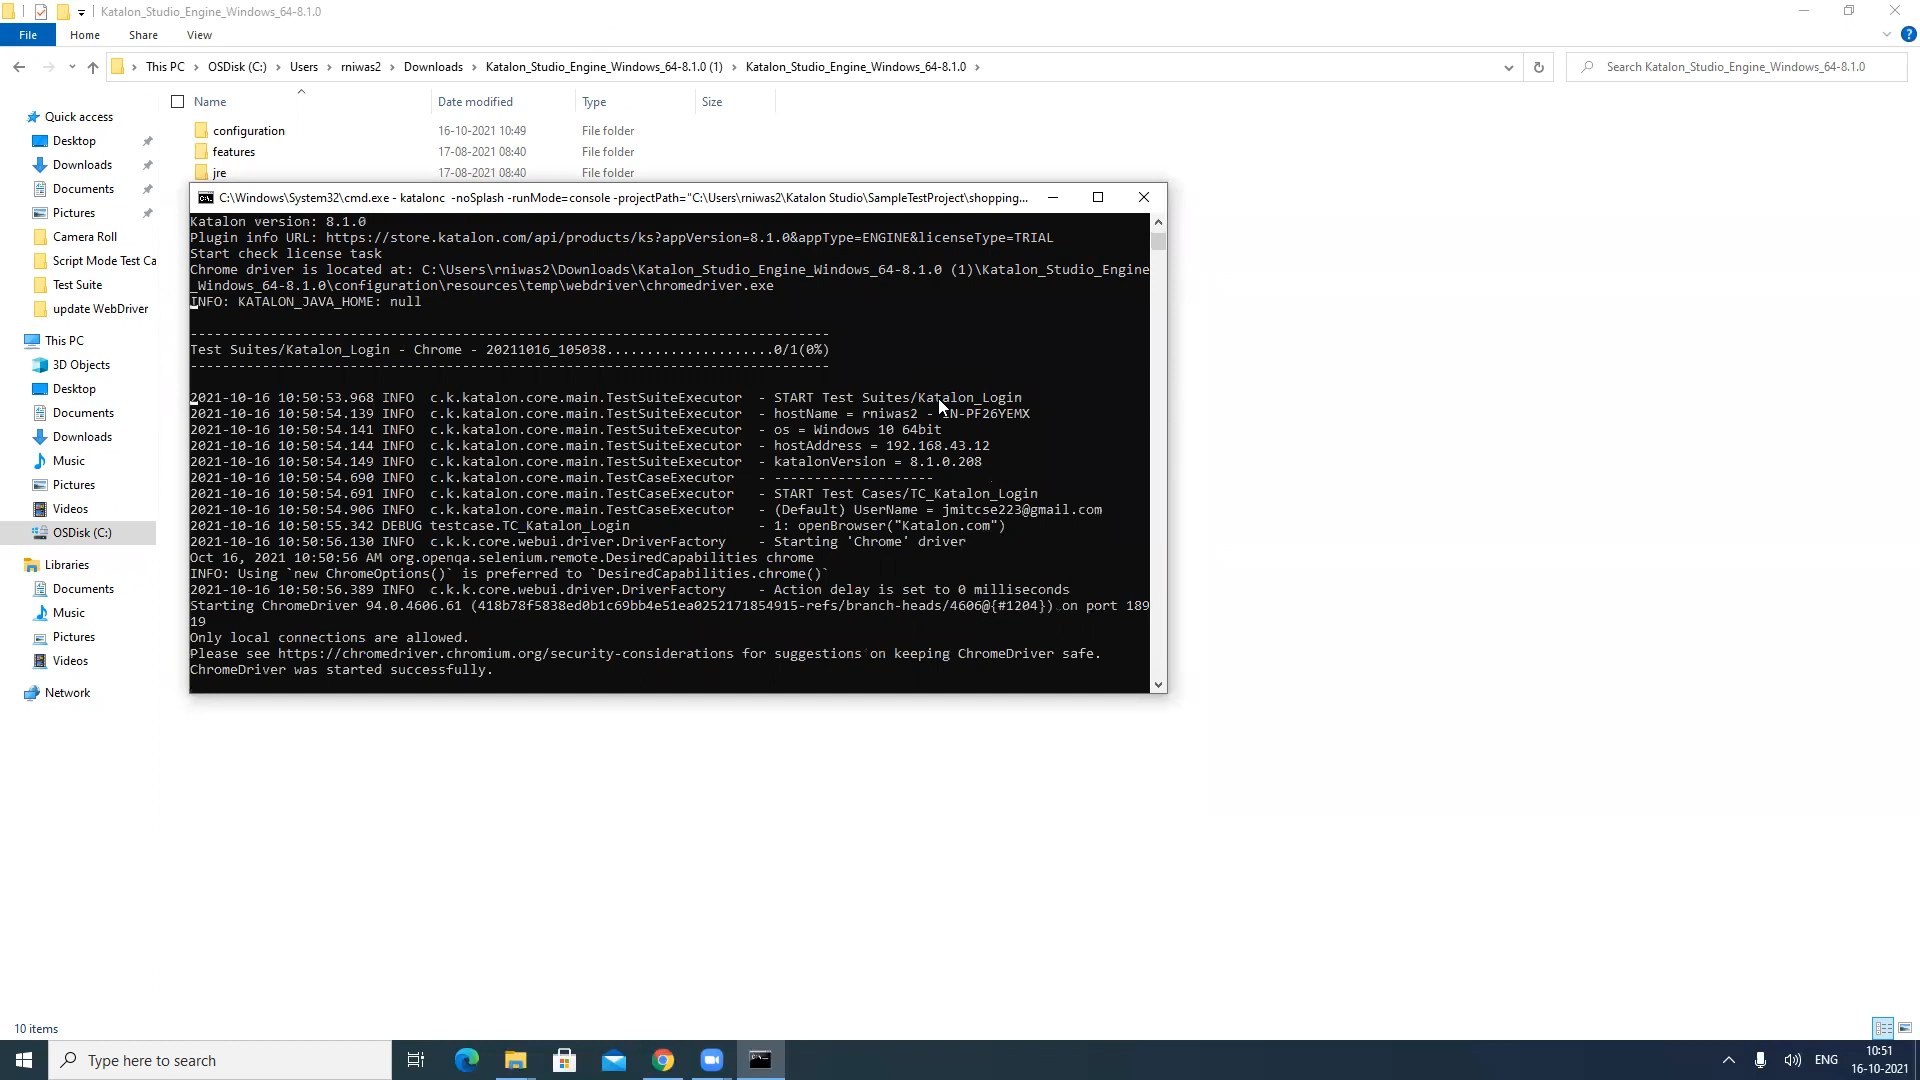 Katalon_Studio_Engine_Windows_64-8.1.0
File Home Share View
This PC OSDisk (C:) Users rniwas2 Downloads Katalon_Studio_Engine_Windows_64-8.1.0 (1) Katalon_Studio_Engine_Windows_64-8.1.0
Search Katalon_Studio_Engine_Windows_64-8.1.0
Name Date modified Type Size
configuration 16-10-2021 10:49 File folder
features 17-08-2021 08:40 File folder
jre 17-08-2021 08:40 File folder
Quick access
Desktop
Downloads
Documents
Pictures
Camera Roll
Script Mode Test Ca
Test Suite
update WebDriver
This PC
3D Objects
Desktop
Documents
Downloads
Music
Pictures
Videos
OSDisk (C:)
Libraries
Documents
Music
Pictures
Videos
Network
C:\Windows\System32\cmd.exe - katalonc -noSplash -runMode=console -projectPath="C:\Users\rniwas2\Katalon Studio\SampleTestProject\shopping...
Katalon version: 8.1.0
Plugin info URL: https://store.katalon.com/api/products/ks?appVersion=8.1.0&appType=ENGINE&licenseType=TRIAL
Start check license task
Chrome driver is located at: C:\Users\rniwas2\Downloads\Katalon_Studio_Engine_Windows_64-8.1.0 (1)\Katalon_Studio_Engine
_Windows_64-8.1.0\configuration\resources\temp\webdriver\chromedriver.exe
INFO: KATALON_JAVA_HOME: null
--------------------------------------------------------------------------------
Test Suites/Katalon_Login - Chrome - 20211016_105038.....................0/1(0%)
--------------------------------------------------------------------------------
2021-10-16 10:50:53.968 INFO c.k.katalon.core.main.TestSuiteExecutor - START Test Suites/Katalon_Login
2021-10-16 10:50:54.139 INFO c.k.katalon.core.main.TestSuiteExecutor - hostName = rniwas2 - IN-PF26YEMX
2021-10-16 10:50:54.141 INFO c.k.katalon.core.main.TestSuiteExecutor - os = Windows 10 64bit
2021-10-16 10:50:54.144 INFO c.k.katalon.core.main.TestSuiteExecutor - hostAddress = 192.168.43.12
2021-10-16 10:50:54.149 INFO c.k.katalon.core.main.TestSuiteExecutor - katalonVersion = 8.1.0.208
2021-10-16 10:50:54.690 INFO c.k.katalon.core.main.TestCaseExecutor - --------------------
2021-10-16 10:50:54.691 INFO c.k.katalon.core.main.TestCaseExecutor - START Test Cases/TC_Katalon_Login
2021-10-16 10:50:54.906 INFO c.k.katalon.core.main.TestCaseExecutor - (Default) UserName = jmitcse223@gmail.com
2021-10-16 10:50:55.342 DEBUG testcase.TC_Katalon_Login - 1: openBrowser("Katalon.com")
2021-10-16 10:50:56.130 INFO c.k.k.core.webui.driver.DriverFactory - Starting 'Chrome' driver
Oct 16, 2021 10:50:56 AM org.openqa.selenium.remote.DesiredCapabilities chrome
INFO: Using `new ChromeOptions()` is preferred to `DesiredCapabilities.chrome()`
2021-10-16 10:50:56.389 INFO c.k.k.core.webui.driver.DriverFactory - Action delay is set to 0 milliseconds
Starting ChromeDriver 94.0.4606.61 (418b78f5838ed0b1c69bb4e51ea0252171854915-refs/branch-heads/4606@{#1204}) on port 189
19
Only local connections are allowed.
Please see https://chromedriver.chromium.org/security-considerations for suggestions on keeping ChromeDriver safe.
ChromeDriver was started successfully.
10 items
Type here to search
ENG
10:51
16-10-2021